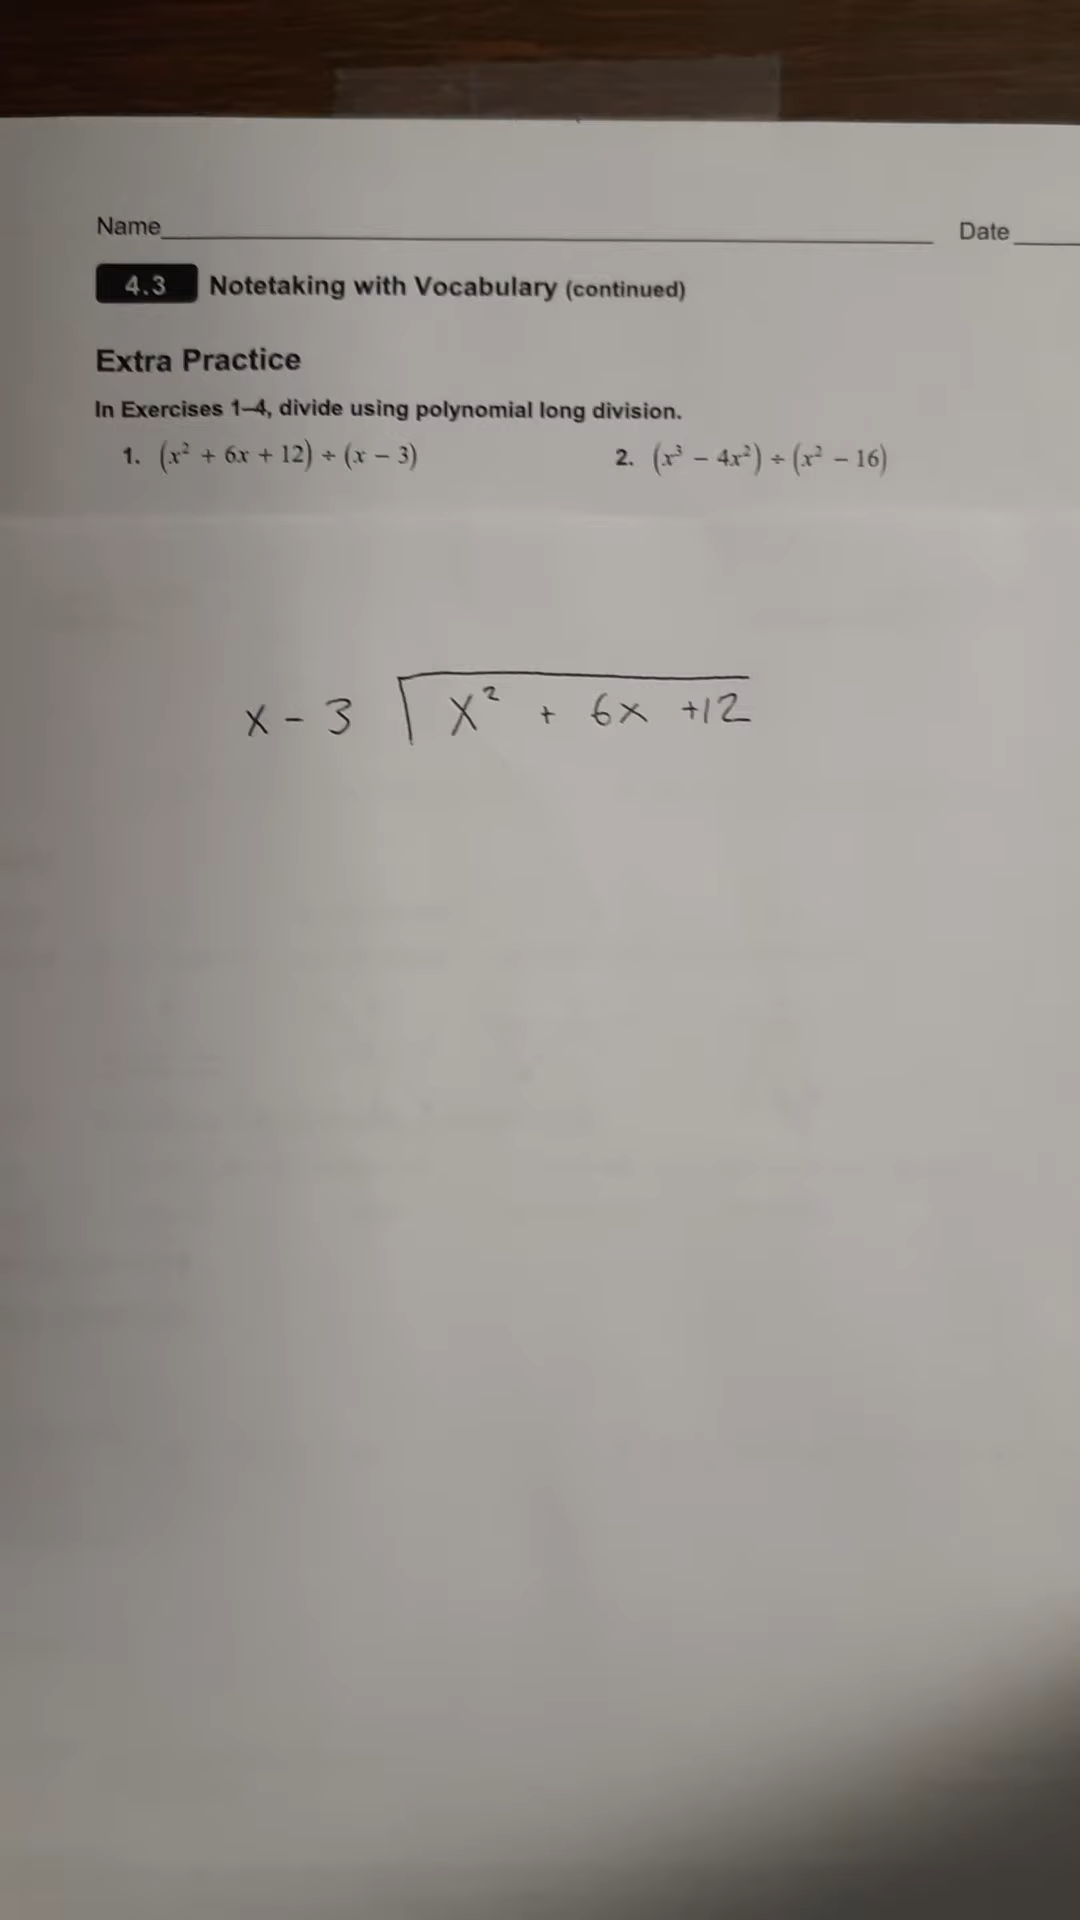 Name Date
4.3 Notetaking with Vocabulary (continued)
Extra Practice
In Exercises 1–4, divide using polynomial long division.
1. (x² + 6x + 12) ÷ (x − 3) 2. (x³ − 4x²) ÷ (x² − 16)
x - 3 x² + 6x +12